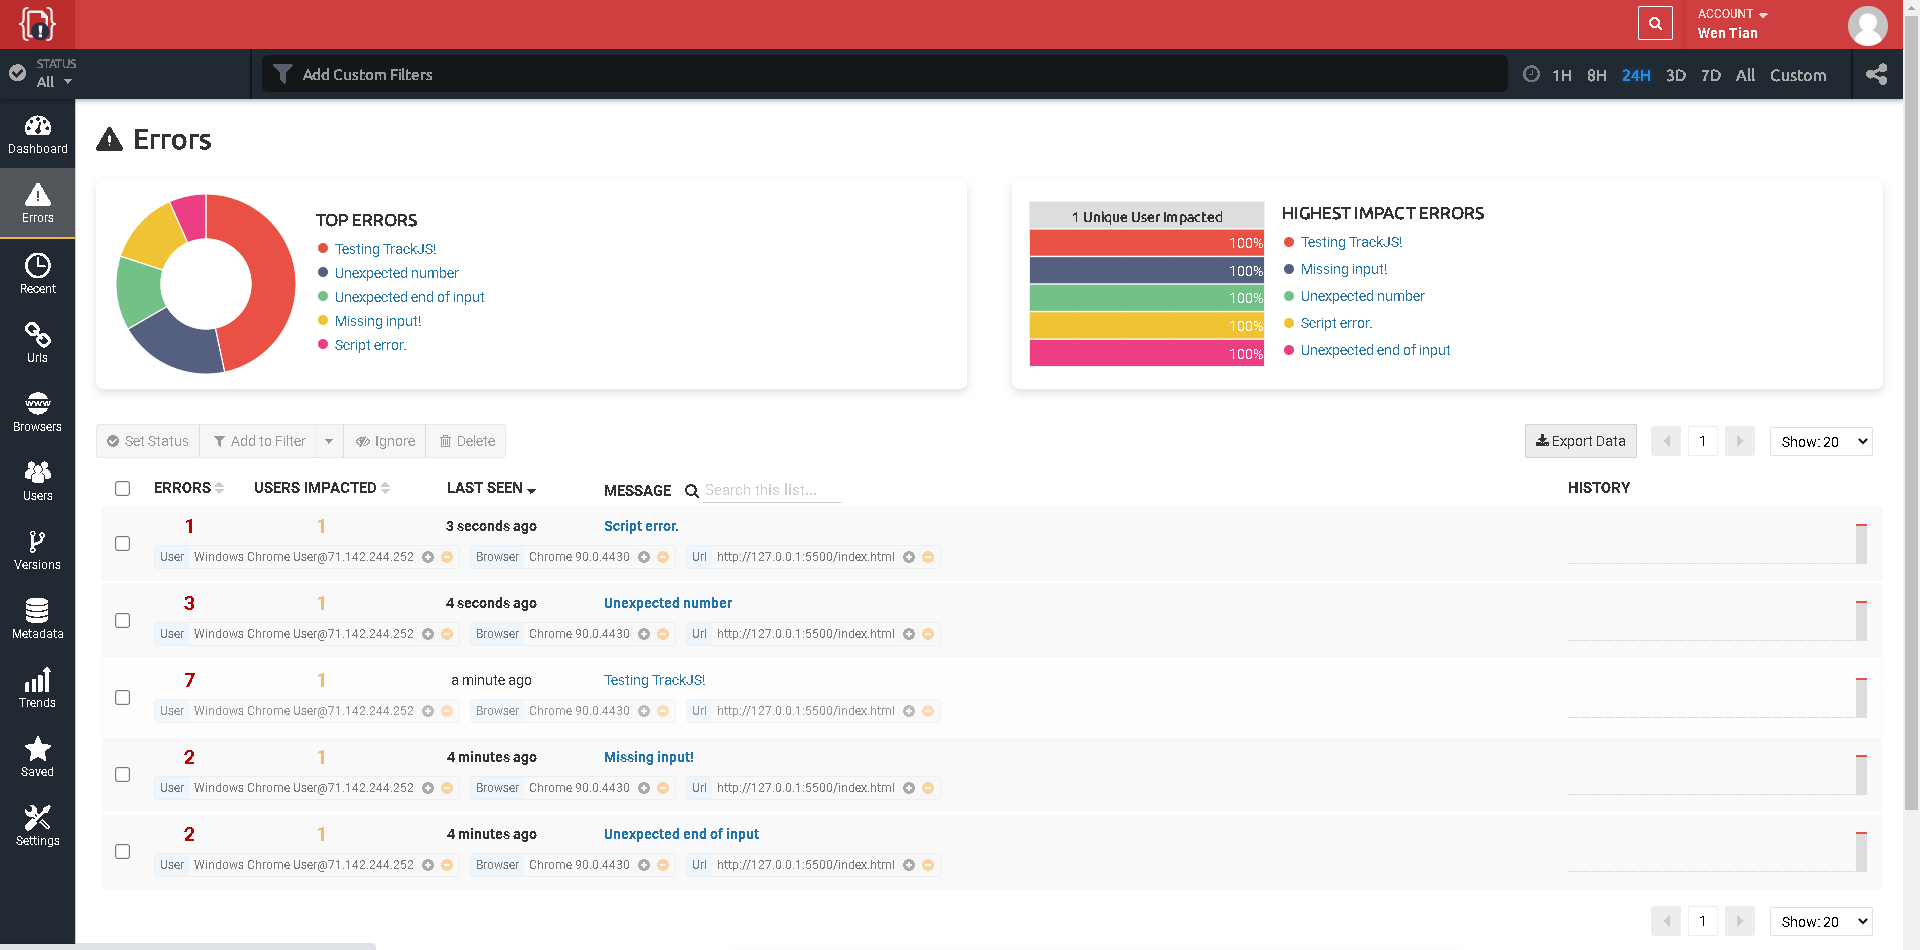 ACCOUNT
Wen Tian
STATUS
All
Add Custom Filters
1H 8H 24H 3D 7D All Custom
Dashboard
Errors
Recent
Urls
www
Browsers
Users
Versions
Metadata
Trends
Saved
Settings
Errors
TOP ERRORS
Testing TrackJS!
Unexpected number
Unexpected end of input
Missing input!
Script error.
1 Unique User Impacted
100%
100%
100%
100%
100%
HIGHEST IMPACT ERRORS
Testing TrackJS!
Missing input!
Unexpected number
Script error.
Unexpected end of input
Set Status Add to Filter Ignore Delete
Export Data 1 Show: 20
ERRORS USERS IMPACTED LAST SEEN MESSAGE Search this list... HISTORY
1 1 3 seconds ago Script error.
User Windows Chrome User@71.142.244.252 Browser Chrome 90.0.4430 Url http://127.0.0.1:5500/index.html
3 1 4 seconds ago Unexpected number
User Windows Chrome User@71.142.244.252 Browser Chrome 90.0.4430 Url http://127.0.0.1:5500/index.html
7 1 a minute ago Testing TrackJS!
User Windows Chrome User@71.142.244.252 Browser Chrome 90.0.4430 Url http://127.0.0.1:5500/index.html
2 1 4 minutes ago Missing input!
User Windows Chrome User@71.142.244.252 Browser Chrome 90.0.4430 Url http://127.0.0.1:5500/index.html
2 1 4 minutes ago Unexpected end of input
User Windows Chrome User@71.142.244.252 Browser Chrome 90.0.4430 Url http://127.0.0.1:5500/index.html
1 Show: 20